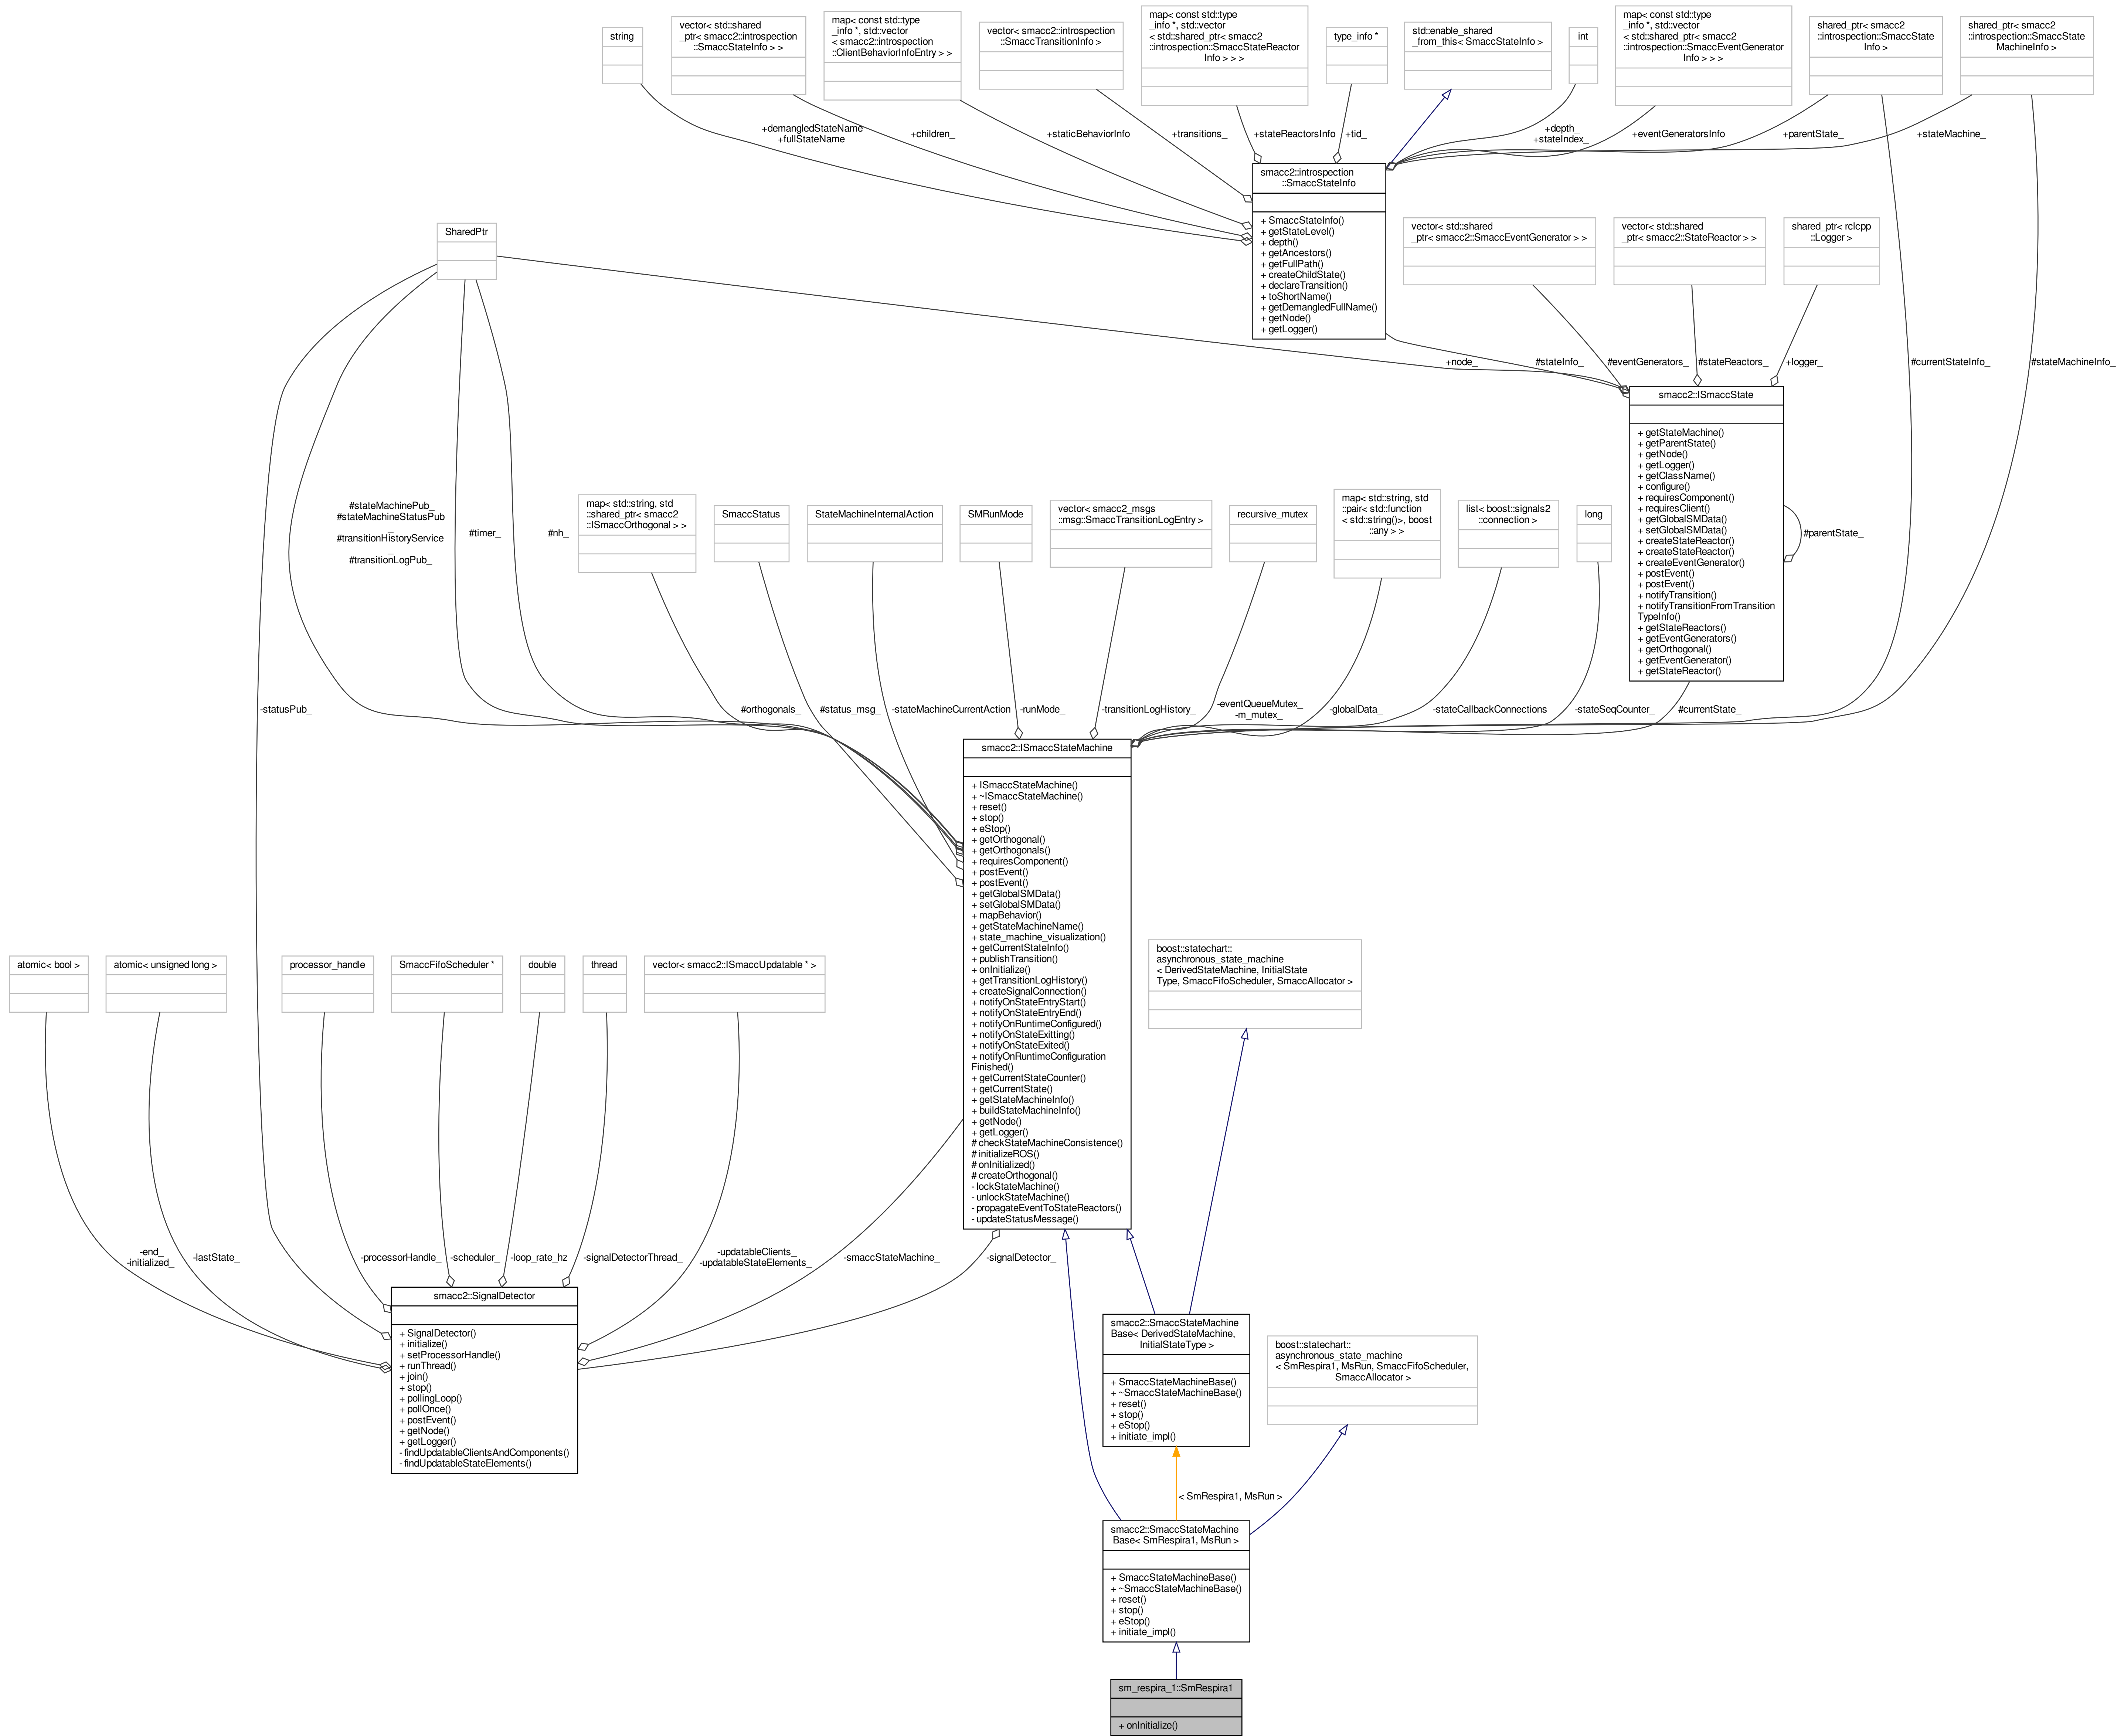 string
vector< std::shared
_ptr< smacc2::introspection
::SmaccStateInfo > >
map< const std::type
_info *, std::vector
< smacc2::introspection
::ClientBehaviorInfoEntry > >
vector< smacc2::introspection
::SmaccTransitionInfo >
map< const std::type
_info *, std::vector
< std::shared_ptr< smacc2
::introspection::SmaccStateReactor
Info > > >
type_info *
std::enable_shared
_from_this< SmaccStateInfo >
int
map< const std::type
_info *, std::vector
< std::shared_ptr< smacc2
::introspection::SmaccEventGenerator
Info > > >
shared_ptr< smacc2
::introspection::SmaccState
Info >
shared_ptr< smacc2
::introspection::SmaccState
MachineInfo >
+demangledStateName
+fullStateName
+children_
+staticBehaviorInfo
+transitions_
+stateReactorsInfo
+tid_
+depth_
+stateIndex_
+eventGeneratorsInfo
+parentState_
+stateMachine_
smacc2::introspection
::SmaccStateInfo
+ SmaccStateInfo()
+ getStateLevel()
+ depth()
+ getAncestors()
+ getFullPath()
+ createChildState()
+ declareTransition()
+ toShortName()
+ getDemangledFullName()
+ getNode()
+ getLogger()
SharedPtr
vector< std::shared
_ptr< smacc2::SmaccEventGenerator > >
vector< std::shared
_ptr< smacc2::StateReactor > >
shared_ptr< rclcpp
::Logger >
+node_
#stateInfo_
#eventGenerators_
#stateReactors_
+logger_
#currentStateInfo_
#stateMachineInfo_
smacc2::ISmaccState
+ getStateMachine()
+ getParentState()
+ getNode()
+ getLogger()
+ getClassName()
+ configure()
+ requiresComponent()
+ requiresClient()
+ getGlobalSMData()
+ setGlobalSMData()
+ createStateReactor()
+ createStateReactor()
+ createEventGenerator()
+ postEvent()
+ postEvent()
+ notifyTransition()
+ notifyTransitionFromTransition
TypeInfo()
+ getStateReactors()
+ getEventGenerators()
+ getOrthogonal()
+ getEventGenerator()
+ getStateReactor()
#parentState_
#stateMachinePub_
#stateMachineStatusPub
_
#transitionHistoryService
_
#transitionLogPub_
#timer_
#nh_
map< std::string, std
::shared_ptr< smacc2
::ISmaccOrthogonal > >
SmaccStatus
StateMachineInternalAction
SMRunMode
vector< smacc2_msgs
::msg::SmaccTransitionLogEntry >
recursive_mutex
map< std::string, std
::pair< std::function
< std::string()>, boost
::any > >
list< boost::signals2
::connection >
long
-statusPub_
#orthogonals_
#status_msg_
-stateMachineCurrentAction
-runMode_
-transitionLogHistory_
-eventQueueMutex_
-m_mutex_
-globalData_
-stateCallbackConnections
-stateSeqCounter_
#currentState_
smacc2::ISmaccStateMachine
+ ISmaccStateMachine()
+ ~ISmaccStateMachine()
+ reset()
+ stop()
+ eStop()
+ getOrthogonal()
+ getOrthogonals()
+ requiresComponent()
+ postEvent()
+ postEvent()
+ getGlobalSMData()
+ setGlobalSMData()
+ mapBehavior()
+ getStateMachineName()
+ state_machine_visualization()
+ getCurrentStateInfo()
+ publishTransition()
+ onInitialize()
+ getTransitionLogHistory()
+ createSignalConnection()
+ notifyOnStateEntryStart()
+ notifyOnStateEntryEnd()
+ notifyOnRuntimeConfigured()
+ notifyOnStateExitting()
+ notifyOnStateExited()
+ notifyOnRuntimeConfiguration
Finished()
+ getCurrentStateCounter()
+ getCurrentState()
+ getStateMachineInfo()
+ buildStateMachineInfo()
+ getNode()
+ getLogger()
# checkStateMachineConsistence()
# initializeROS()
# onInitialized()
# createOrthogonal()
- lockStateMachine()
- unlockStateMachine()
- propagateEventToStateReactors()
- updateStatusMessage()
atomic< bool >
atomic< unsigned long >
processor_handle
SmaccFifoScheduler *
double
thread
vector< smacc2::ISmaccUpdatable * >
boost::statechart::
asynchronous_state_machine
< DerivedStateMachine, InitialState
Type, SmaccFifoScheduler, SmaccAllocator >
-end_
-initialized_
-lastState_
-processorHandle_
-scheduler_
-loop_rate_hz
-signalDetectorThread_
-updatableClients_
-updatableStateElements_
-smaccStateMachine_
-signalDetector_
smacc2::SignalDetector
+ SignalDetector()
+ initialize()
+ setProcessorHandle()
+ runThread()
+ join()
+ stop()
+ pollingLoop()
+ pollOnce()
+ postEvent()
+ getNode()
+ getLogger()
- findUpdatableClientsAndComponents()
- findUpdatableStateElements()
smacc2::SmaccStateMachine
Base< DerivedStateMachine,
InitialStateType >
+ SmaccStateMachineBase()
+ ~SmaccStateMachineBase()
+ reset()
+ stop()
+ eStop()
+ initiate_impl()
boost::statechart::
asynchronous_state_machine
< SmRespira1, MsRun, SmaccFifoScheduler,
SmaccAllocator >
< SmRespira1, MsRun >
smacc2::SmaccStateMachine
Base< SmRespira1, MsRun >
+ SmaccStateMachineBase()
+ ~SmaccStateMachineBase()
+ reset()
+ stop()
+ eStop()
+ initiate_impl()
sm_respira_1::SmRespira1
+ onInitialize()